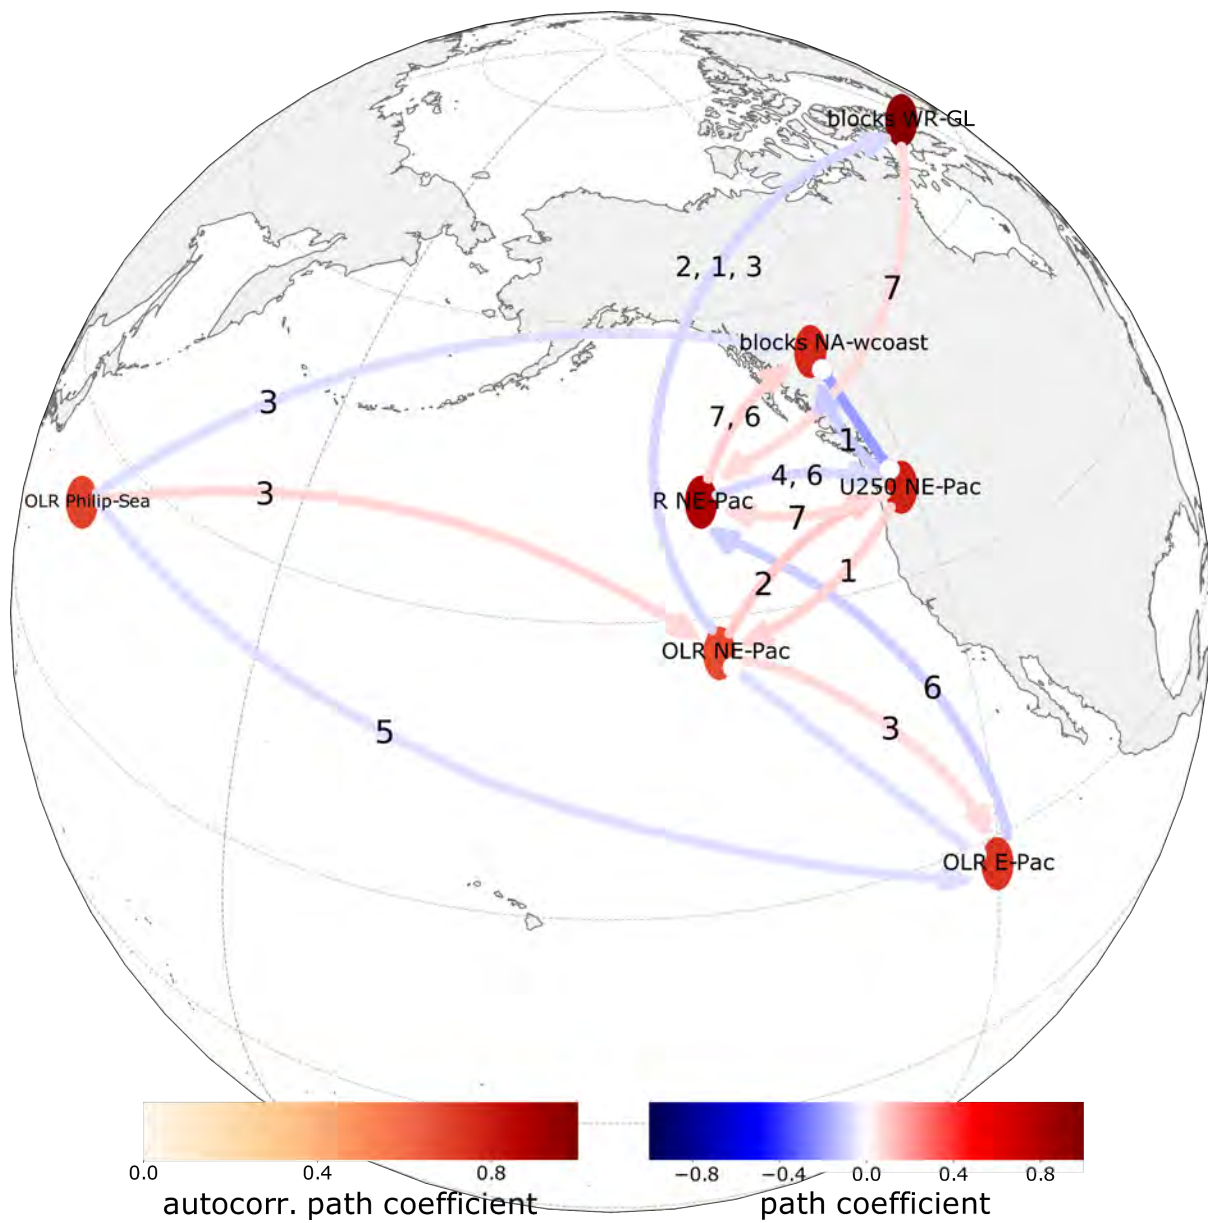 blocks WR-GL
2, 1, 3
7
blocks NA-wcoast
3
7, 6
1
4, 6
U250 NE-Pac
OLR Philip-Sea
3
R NE-Pac
7
2
1
OLR NE-Pac
6
3
5
OLR E-Pac
0.0 0.4 0.8
autocorr. path coefficient
−0.8 −0.4 0.0 0.4 0.8
path coefficient